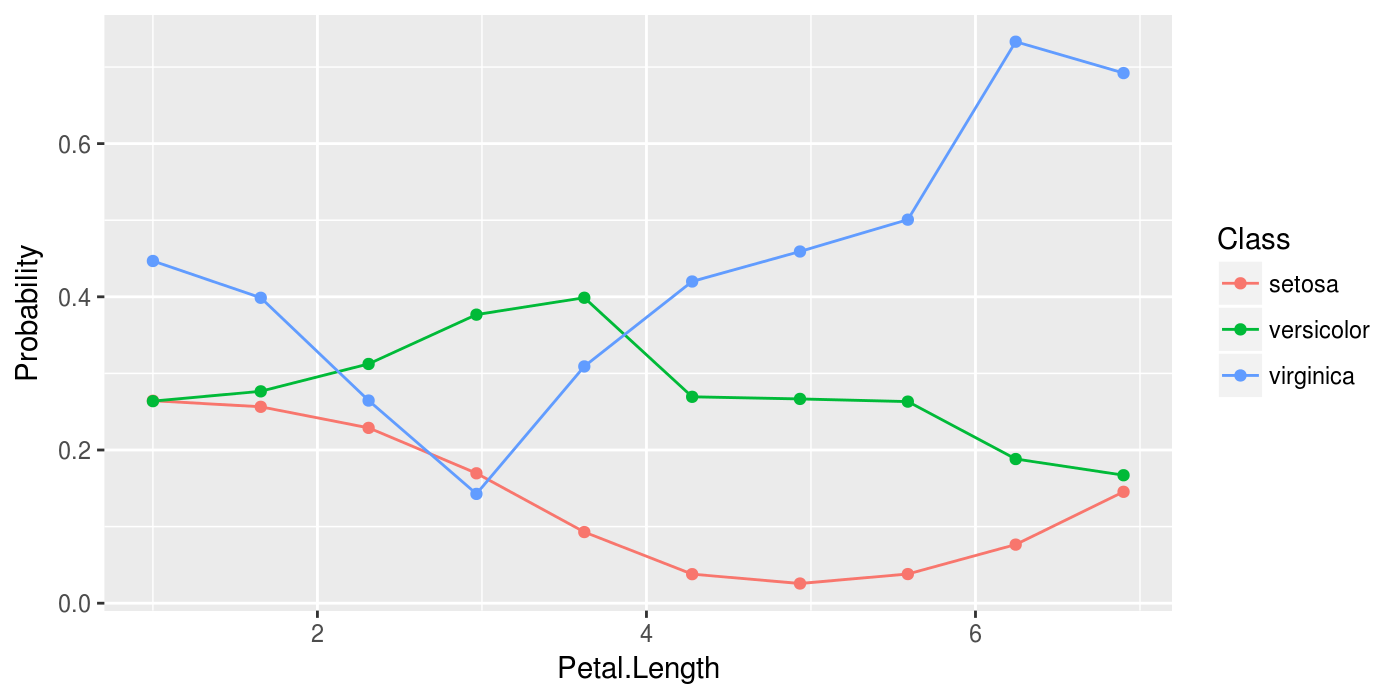 Probability
0.6
0.4
0.2
0.0
2 4 6
Petal.Length
Class
setosa
versicolor
virginica